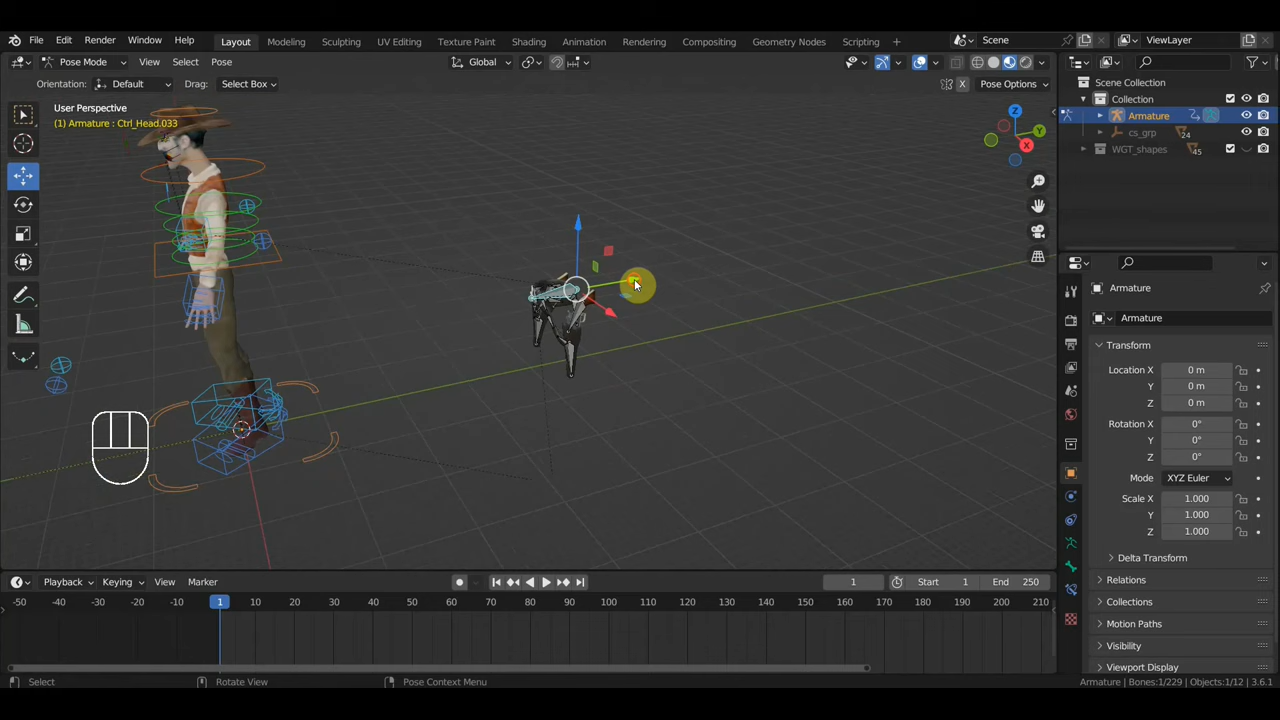 File Edit Render Window Help Layout Modeling Sculpting UV Editing Texture Paint Shading Animation Rendering Compositing Geometry Nodes Scripting + Scene ViewLayer
Pose Mode View Select Pose Global
Orientation: Default Drag: Select Box X Pose Options
Scene Collection
Collection
Armature
cs_grp 24
WGT_shapes 45
User Perspective
(1) Armature : Ctrl_Head.033
Z
Y
X
Armature
Armature
Transform
Location X 0 m
Y 0 m
Z 0 m
Rotation X 0°
Y 0°
Z 0°
Mode XYZ Euler
Scale X 1.000
Y 1.000
Z 1.000
Delta Transform
Relations
Collections
Motion Paths
Visibility
Viewport Display
Playback Keying View Marker 1 Start 1 End 250
-50 -40 -30 -20 -10 1 10 20 30 40 50 60 70 80 90 100 110 120 130 140 150 160 170 180 190 200 210
Select Rotate View Pose Context Menu Armature | Bones:1/229 | Objects:1/12 | 3.6.1